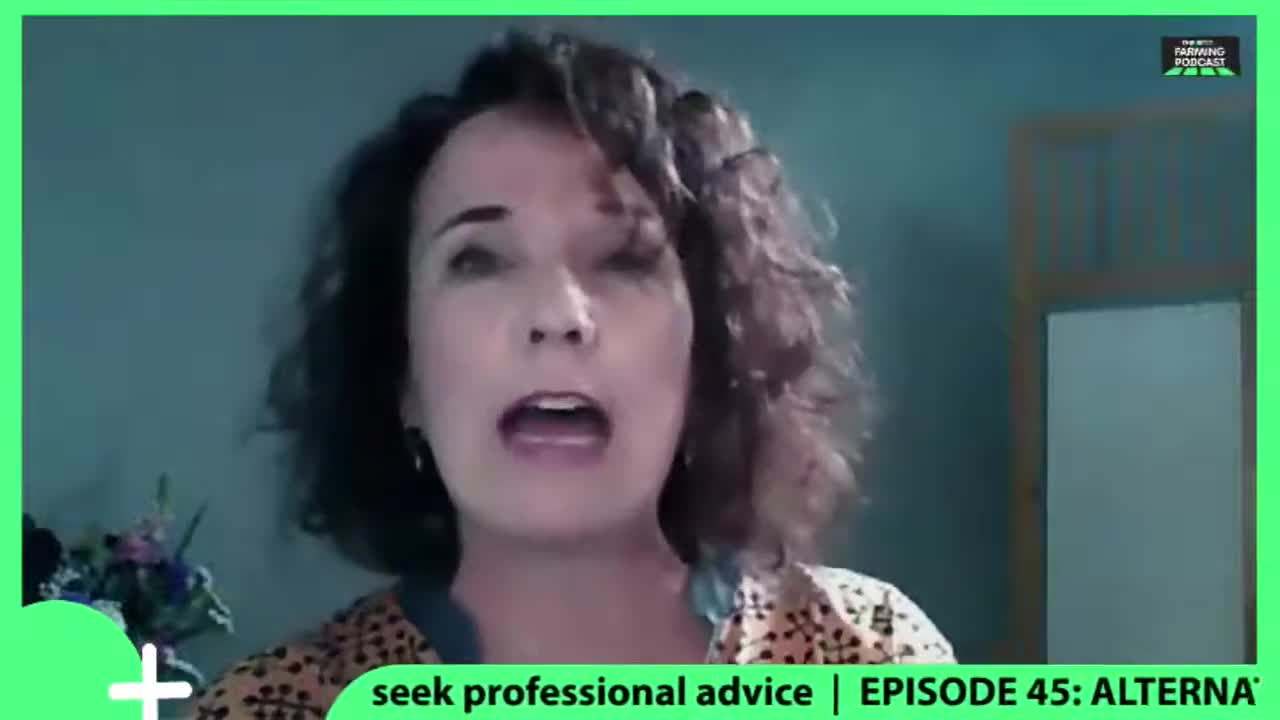 FARMING
PODCAST
seek professional advice | EPISODE 45: ALTERNA